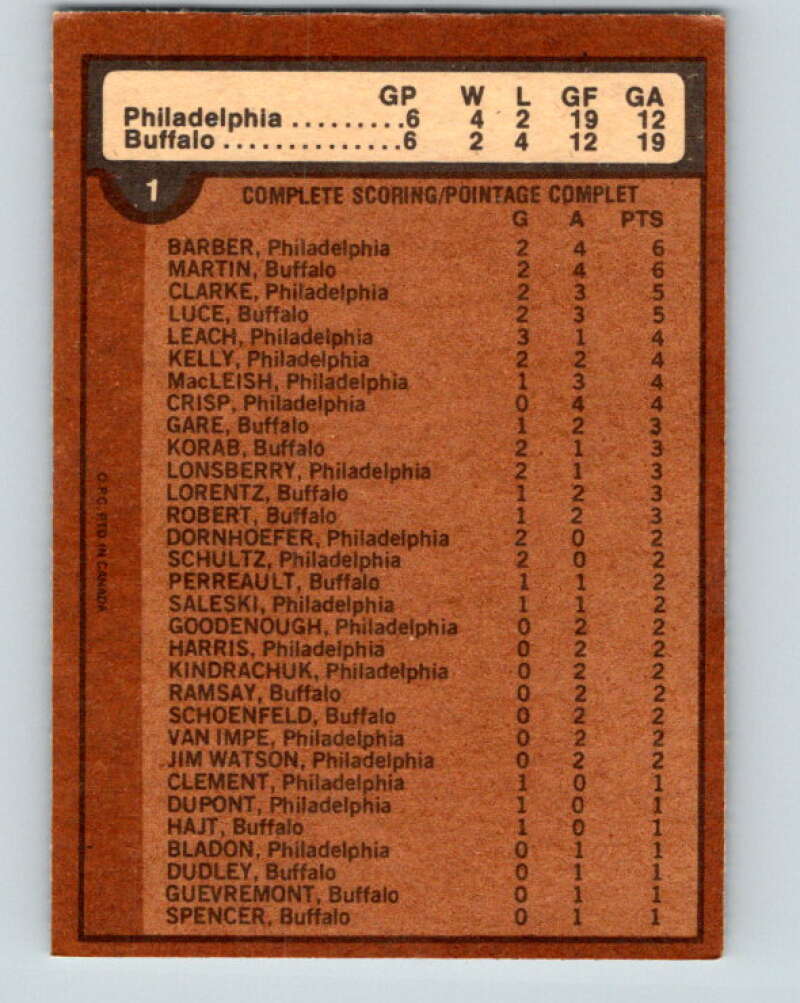 GP W L GF GA
Philadelphia .........6 4 2 19 12
Buffalo ..............6 2 4 12 19
1
COMPLETE SCORING/POINTAGE COMPLET
G A PTS
BARBER, Philadelphia 2 4 6
MARTIN, Buffalo 2 4 6
CLARKE, Philadelphia 2 3 5
LUCE, Buffalo 2 3 5
LEACH, Philadelphia 3 1 4
KELLY, Philadelphia 2 2 4
MacLEISH, Philadelphia 1 3 4
CRISP, Philadelphia 0 4 4
GARE, Buffalo 1 2 3
KORAB, Buffalo 2 1 3
LONSBERRY, Philadelphia 2 1 3
LORENTZ, Buffalo 1 2 3
ROBERT, Buffalo 1 2 3
DORNHOEFER, Philadelphia 2 0 2
SCHULTZ, Philadelphia 2 0 2
PERREAULT, Buffalo 1 1 2
SALESKI, Philadelphia 1 1 2
GOODENOUGH, Philadelphia 0 2 2
HARRIS, Philadelphia 0 2 2
KINDRACHUK, Philadelphia 0 2 2
RAMSAY, Buffalo 0 2 2
SCHOENFELD, Buffalo 0 2 2
VAN IMPE, Philadelphia 0 2 2
JIM WATSON, Philadelphia 0 2 2
CLEMENT, Philadelphia 1 0 1
DUPONT, Philadelphia 1 0 1
HAJT, Buffalo 1 0 1
BLADON, Philadelphia 0 1 1
DUDLEY, Buffalo 0 1 1
GUEVREMONT, Buffalo 0 1 1
SPENCER, Buffalo 0 1 1
O.P.C. PTD IN CANADA